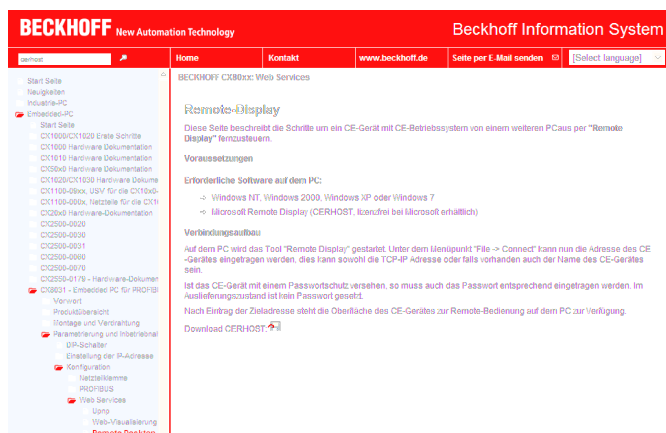 BECKHOFF New Automation Technology
Beckhoff Information System
cerhost
Home
Kontakt
www.beckhoff.de
Seite per E-Mail senden
[Select language]
Start Seite
Neuigkeiten
Industrie-PC
Embedded-PC
Start Seite
CX1000/CX1020 Erste Schritte
CX1000 Hardware Dokumentation
CX1010 Hardware Dokumentation
CX50x0 Hardware Dokumentation
CX1020/CX1030 Hardware Dokume
CX1100-09xx, USV für die CX10x0-
CX1100-000x, Netzteile für die CX1(
CX20x0 Hardware-Dokumentation
CX2500-0020
CX2500-0030
CX2500-0031
CX2500-0060
CX2500-0070
CX2550-0179 - Hardware-Dokumer
CX8031 - Embedded PC für PROFIB
Vorwort
Produktübersicht
Montage und Verdrahtung
Parametrierung und Inbetriebnal
DIP-Schalter
Einstellung der IP-Adresse
Konfiguration
Netzteilklemme
PROFIBUS
Web Services
Upnp
Web-Visualisierung
Remote Desktop
BECKHOFF CX80xx: Web Services
Remote-Display
Diese Seite beschreibt die Schritte um ein CE-Gerät mit CE-Betriebssystem von einem weiteren PCaus per "Remote
Display" fernzusteuern.
Voraussetzungen
Erforderliche Software auf dem PC:
-> Windows NT, Windows 2000, Windows XP oder Windows 7
-> Microsoft Remote Display (CERHOST, lizenzfrei bei Microsoft erhältlich)
Verbindungsaufbau
Auf dem PC wird das Tool "Remote Display" gestartet. Unter dem Menüpunkt "File -> Connect" kann nun die Adresse des CE
-Gerätes eingetragen werden, dies kann sowohl die TCP-IP Adresse oder falls vorhanden auch der Name des CE-Gerätes
sein.
Ist das CE-Gerät mit einem Passwortschutz versehen, so muss auch das Passwort entsprechend eingetragen werden. Im
Auslieferungszustand ist kein Passwort gesetzt.
Nach Eintrag der Zieladresse steht die Oberfläche des CE-Gerätes zur Remote-Bedienung auf dem PC zur Verfügung.
Download CERHOST: